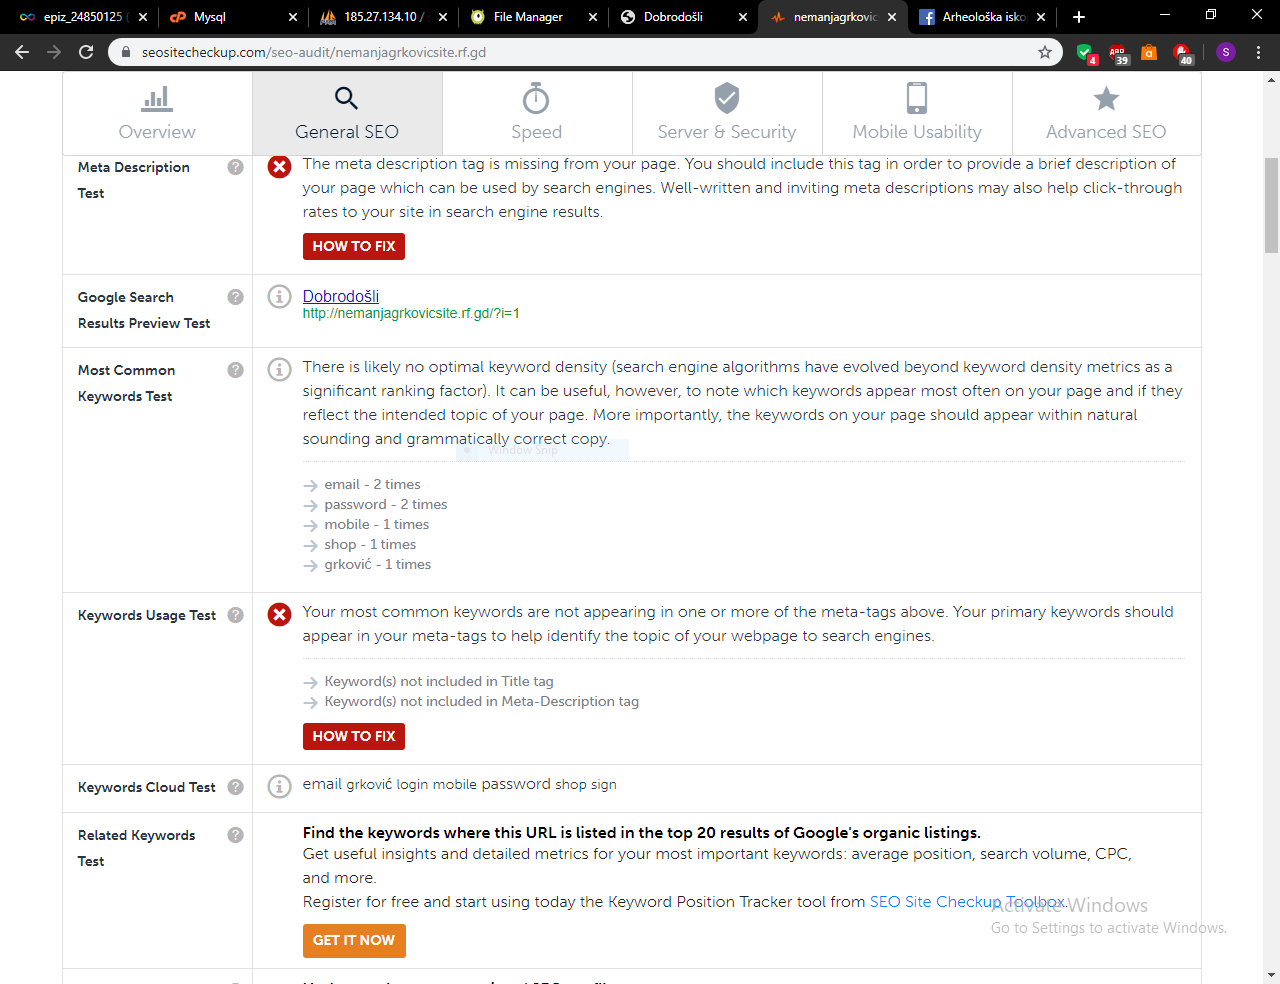 epiz_24850125 (
Mysql
185.27.134.10 /
File Manager
Dobrodošli
nemanjagrkovic
Arheološka isko
seositecheckup.com/seo-audit/nemanjagrkovicsite.rf.gd
4
ABD
39
a
40
S
Overview
General SEO
Speed
Server & Security
Mobile Usability
Advanced SEO
Meta Description
Test
?
The meta description tag is missing from your page. You should include this tag in order to provide a brief description of
your page which can be used by search engines. Well-written and inviting meta descriptions may also help click-through
rates to your site in search engine results.
HOW TO FIX
Google Search
Results Preview Test
?
Dobrodošli
http://nemanjagrkovicsite.rf.gd/?i=1
Most Common
Keywords Test
?
There is likely no optimal keyword density (search engine algorithms have evolved beyond keyword density metrics as a
significant ranking factor). It can be useful, however, to note which keywords appear most often on your page and if they
reflect the intended topic of your page. More importantly, the keywords on your page should appear within natural
sounding and grammatically correct copy.
Window Snip
email - 2 times
password - 2 times
mobile - 1 times
shop - 1 times
grković - 1 times
Keywords Usage Test
?
Your most common keywords are not appearing in one or more of the meta-tags above. Your primary keywords should
appear in your meta-tags to help identify the topic of your webpage to search engines.
Keyword(s) not included in Title tag
Keyword(s) not included in Meta-Description tag
HOW TO FIX
Keywords Cloud Test
?
email grković login mobile password shop sign
Related Keywords
Test
?
Find the keywords where this URL is listed in the top 20 results of Google's organic listings.
Get useful insights and detailed metrics for your most important keywords: average position, search volume, CPC,
and more.
Register for free and start using today the Keyword Position Tracker tool from SEO Site Checkup Toolbox.
GET IT NOW
Activate Windows
Go to Settings to activate Windows.